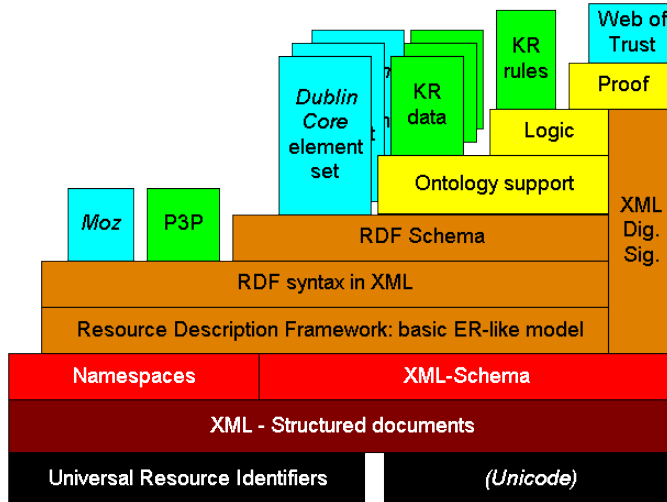 Web of
Trust
KR
rules
Proof
Dublin
Core
element
set
KR
data
Logic
Ontology support
XML
Dig.
Sig.
Moz
P3P
RDF Schema
RDF syntax in XML
Resource Description Framework: basic ER-like model
Namespaces
XML-Schema
XML - Structured documents
Universal Resource Identifiers
(Unicode)